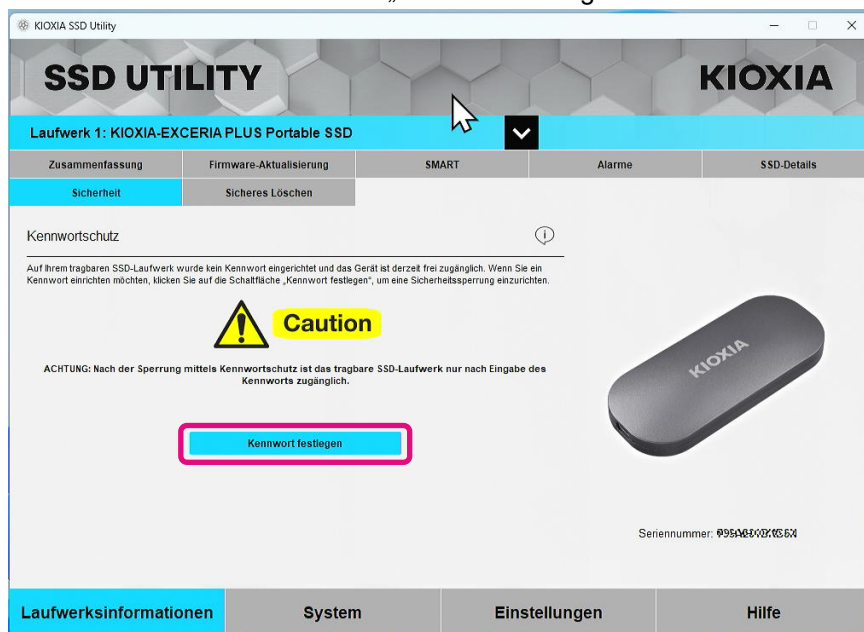 KIOXIA SSD Utility
SSD UTILITY
KIOXIA
Laufwerk 1: KIOXIA-EXCERIA PLUS Portable SSD
Zusammenfassung Firmware-Aktualisierung SMART Alarme SSD-Details
Sicherheit Sicheres Löschen
Kennwortschutz
Auf Ihrem tragbaren SSD-Laufwerk wurde kein Kennwort eingerichtet und das Gerät ist derzeit frei zugänglich. Wenn Sie ein
Kennwort einrichten möchten, klicken Sie auf die Schaltfläche „Kennwort festlegen", um eine Sicherheitssperrung einzurichten.
Caution
ACHTUNG: Nach der Sperrung mittels Kennwortschutz ist das tragbare SSD-Laufwerk nur nach Eingabe des
Kennworts zugänglich.
Kennwort festlegen
KIOXIA
Seriennummer:
Laufwerksinformationen System Einstellungen Hilfe